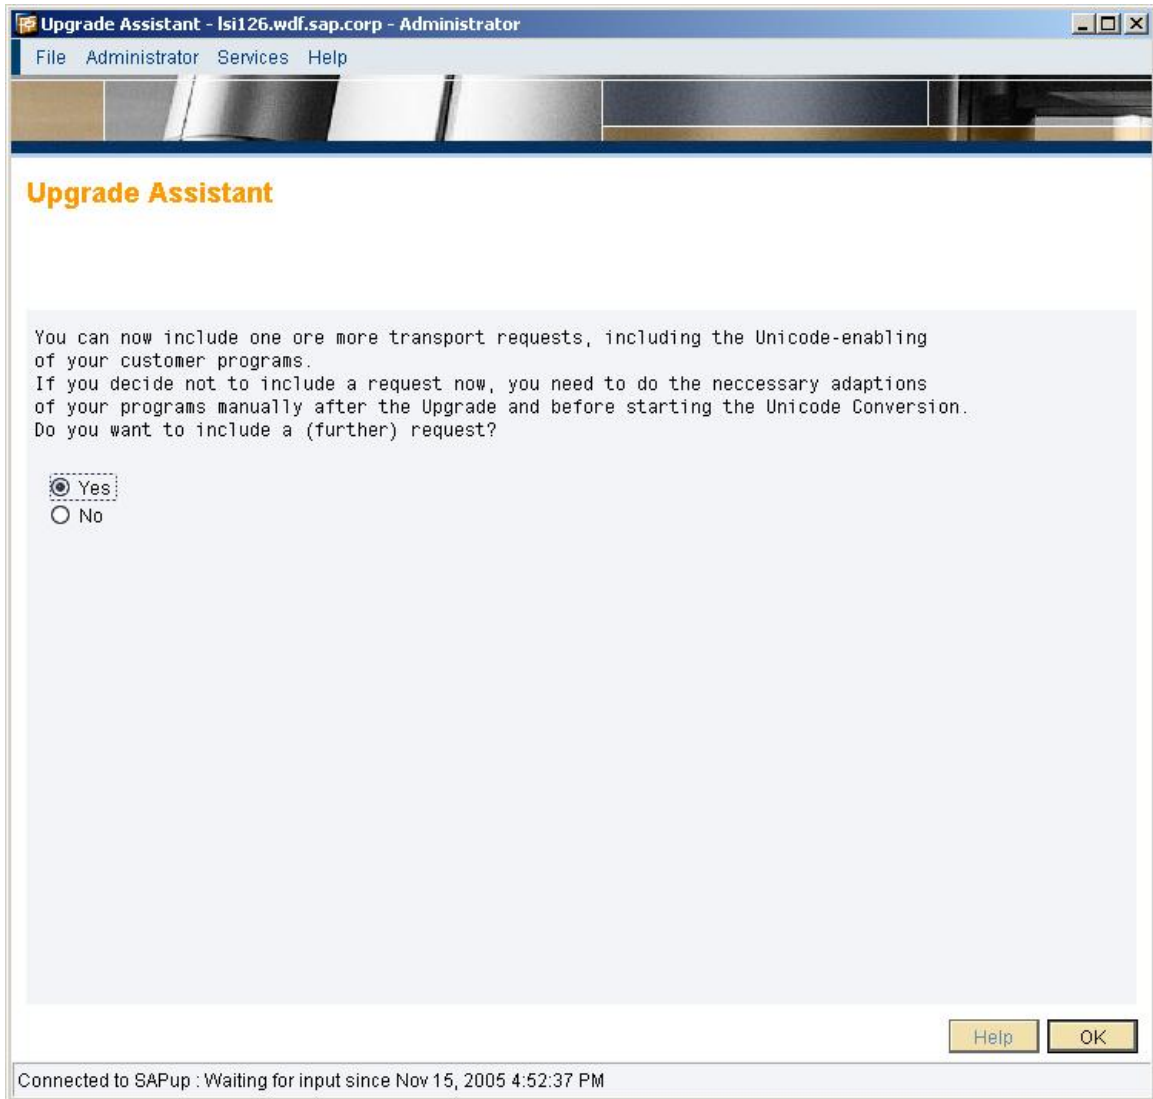 Upgrade Assistant - lsi126.wdf.sap.corp - Administrator
File Administrator Services Help
Upgrade Assistant
You can now include one ore more transport requests, including the Unicode-enabling
of your customer programs.
If you decide not to include a request now, you need to do the neccessary adaptions
of your programs manually after the Upgrade and before starting the Unicode Conversion.
Do you want to include a (further) request?
Yes
No
Help OK
Connected to SAPup : Waiting for input since Nov 15, 2005 4:52:37 PM